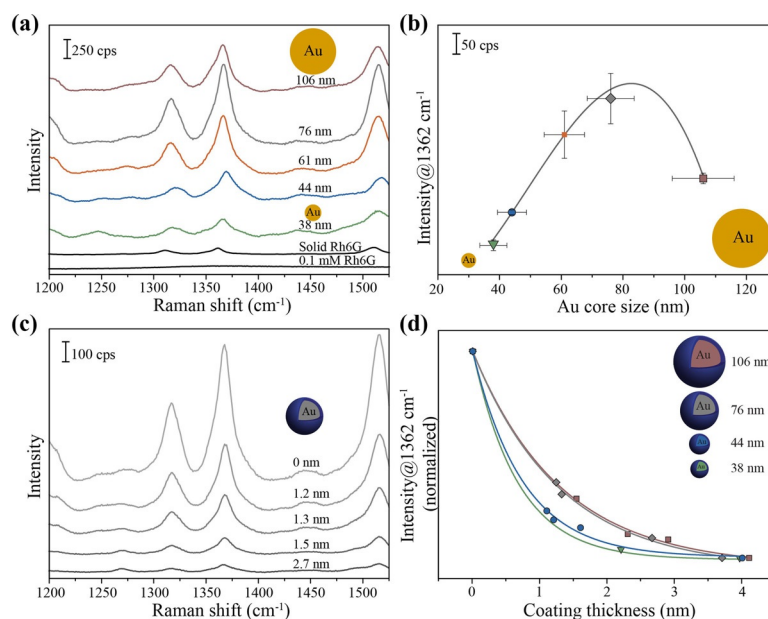 (a)
250 cps
Au
106 nm
76 nm
61 nm
44 nm
Au
38 nm
Solid Rh6G
0.1 mM Rh6G
Intensity
1200 1250 1300 1350 1400 1450 1500
Raman shift (cm⁻¹)
(b)
50 cps
Intensity@1362 cm⁻¹
Au
Au
20 40 60 80 100 120
Au core size (nm)
(c)
100 cps
Au
0 nm
1.2 nm
1.3 nm
1.5 nm
2.7 nm
Intensity
1200 1250 1300 1350 1400 1450 1500
Raman shift (cm⁻¹)
(d)
Au 106 nm
Au 76 nm
Au 44 nm
Au 38 nm
Intensity@1362 cm⁻¹
(normalized)
0 1 2 3 4
Coating thickness (nm)